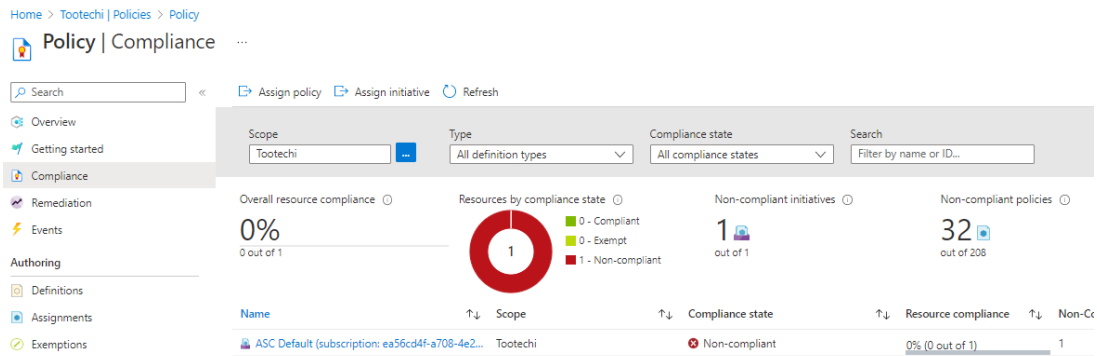 Home > Tootechi | Policies > Policy
Policy | Compliance ...
Search «
Overview
Getting started
Compliance
Remediation
Events
Authoring
Definitions
Assignments
Exemptions
Assign policy Assign initiative Refresh
Scope Type Compliance state Search
Tootechi ... All definition types All compliance states Filter by name or ID...
Overall resource compliance
0%
0 out of 1
Resources by compliance state
1
0 - Compliant
0 - Exempt
1 - Non-compliant
Non-compliant initiatives
1
out of 1
Non-compliant policies
32
out of 208
Name Scope Compliance state Resource compliance Non-Co
ASC Default (subscription: ea56cd4f-a708-4e2... Tootechi Non-compliant 0% (0 out of 1) 1